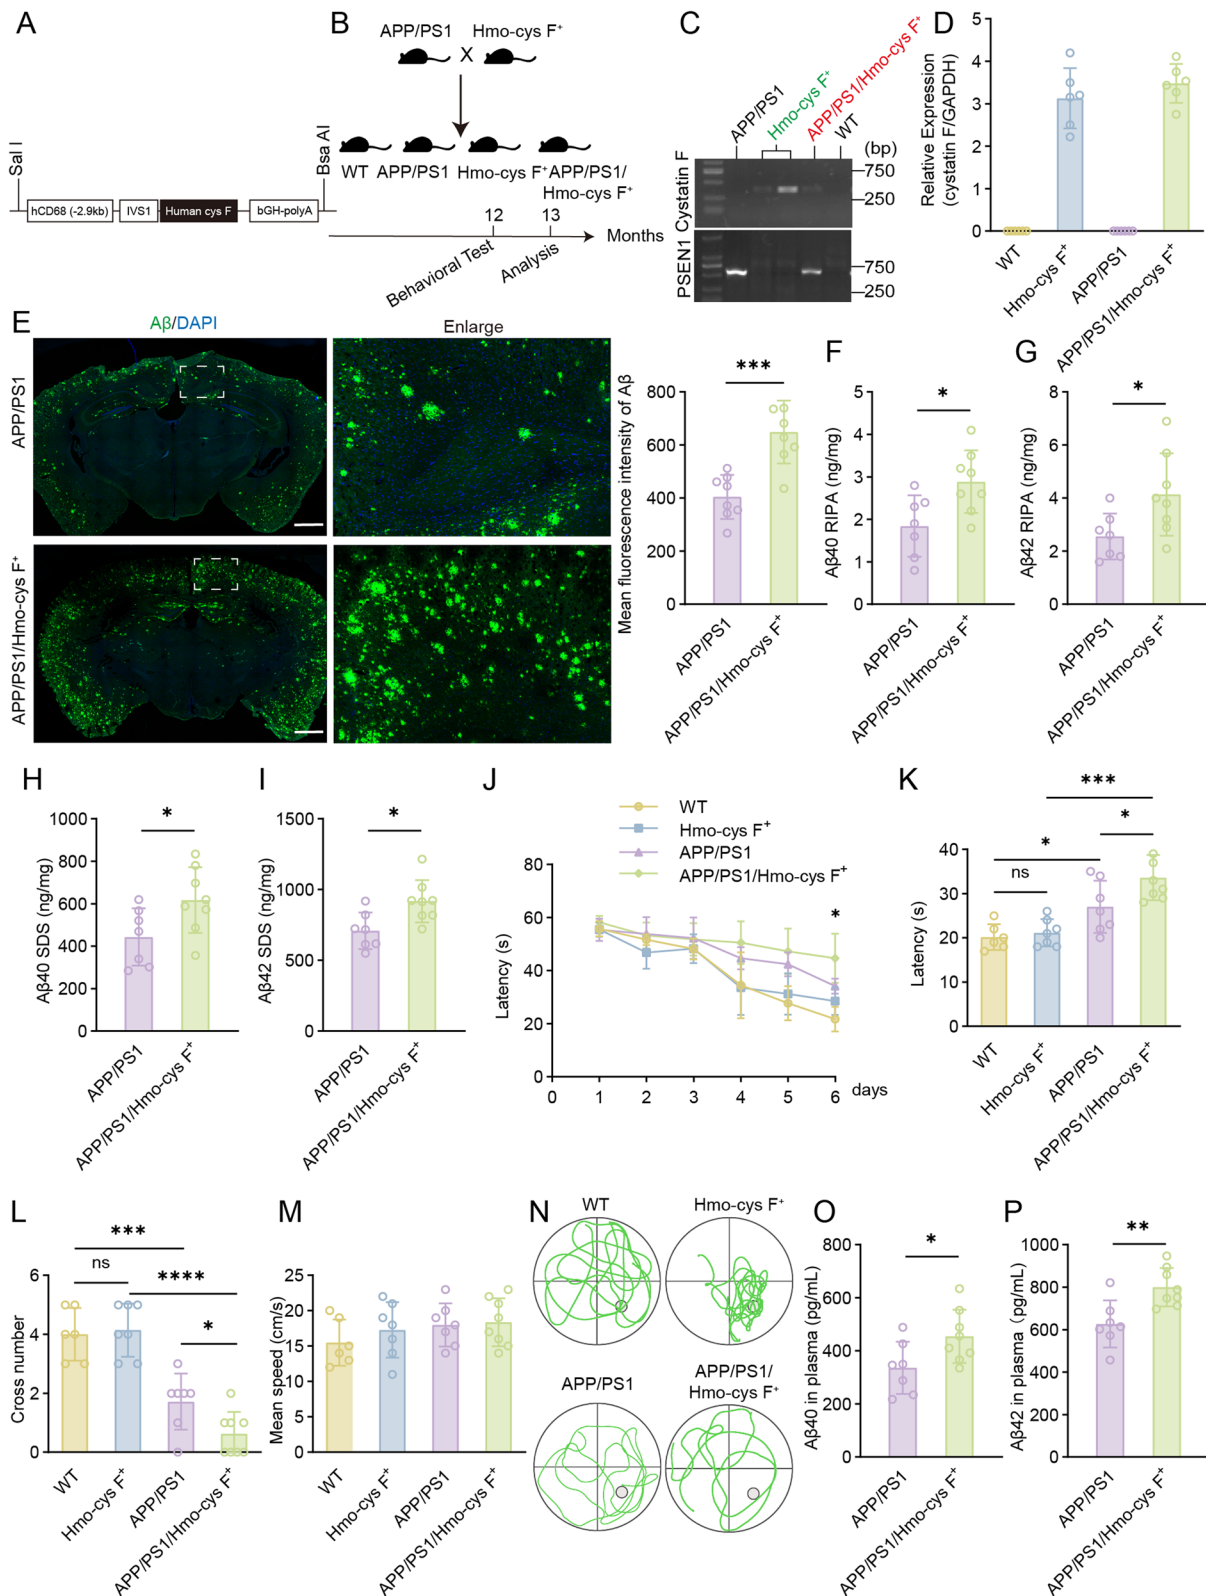 A
Sal I
Bsa AI
hCD68 (-2.9kb)
IVS1
Human cys F
bGH-polyA
B
APP/PS1
Hmo-cys F⁺
X
WT
APP/PS1
Hmo-cys F⁺
APP/PS1/
Hmo-cys F⁺
12
13
Months
Behavioral Test
Analysis
C
APP/PS1
Hmo-cys F⁺
APP/PS1/Hmo-cys F⁺
WT
(bp)
Cystatin F
750
250
PSEN1
750
250
D
Relative Expression
(cystatin F/GAPDH)
5
4
3
2
1
0
WT
Hmo-cys F⁺
APP/PS1
APP/PS1/Hmo-cys F⁺
E
Aβ/DAPI
Enlarge
APP/PS1
APP/PS1/Hmo-cys F⁺
Mean fluorescence intensity of Aβ
800
600
400
200
0
***
APP/PS1
APP/PS1/Hmo-cys F⁺
F
Aβ40 RIPA (ng/mg)
5
4
3
2
1
0
*
APP/PS1
APP/PS1/Hmo-cys F⁺
G
Aβ42 RIPA (ng/mg)
8
6
4
2
0
*
APP/PS1
APP/PS1/Hmo-cys F⁺
H
Aβ40 SDS (ng/mg)
1000
800
600
400
200
0
*
APP/PS1
APP/PS1/Hmo-cys F⁺
I
Aβ42 SDS (ng/mg)
1500
1000
500
0
*
APP/PS1
APP/PS1/Hmo-cys F⁺
J
WT
Hmo-cys F⁺
APP/PS1
APP/PS1/Hmo-cys F⁺
Latency (s)
80
60
40
20
0
*
0 1 2 3 4 5 6
days
K
Latency (s)
40
30
20
10
0
***
*
*
ns
WT
Hmo-cys F⁺
APP/PS1
APP/PS1/Hmo-cys F⁺
L
Cross number
6
4
2
0
***
ns
****
*
WT
Hmo-cys F⁺
APP/PS1
APP/PS1/Hmo-cys F⁺
M
Mean speed (cm/s)
25
20
15
10
5
0
WT
Hmo-cys F⁺
APP/PS1
APP/PS1/Hmo-cys F⁺
N
WT
Hmo-cys F⁺
APP/PS1
APP/PS1/
Hmo-cys F⁺
O
Aβ40 in plasma (pg/mL)
800
600
400
200
0
*
APP/PS1
APP/PS1/Hmo-cys F⁺
P
Aβ42 in plasma (pg/mL)
1000
800
600
400
200
0
**
APP/PS1
APP/PS1/Hmo-cys F⁺